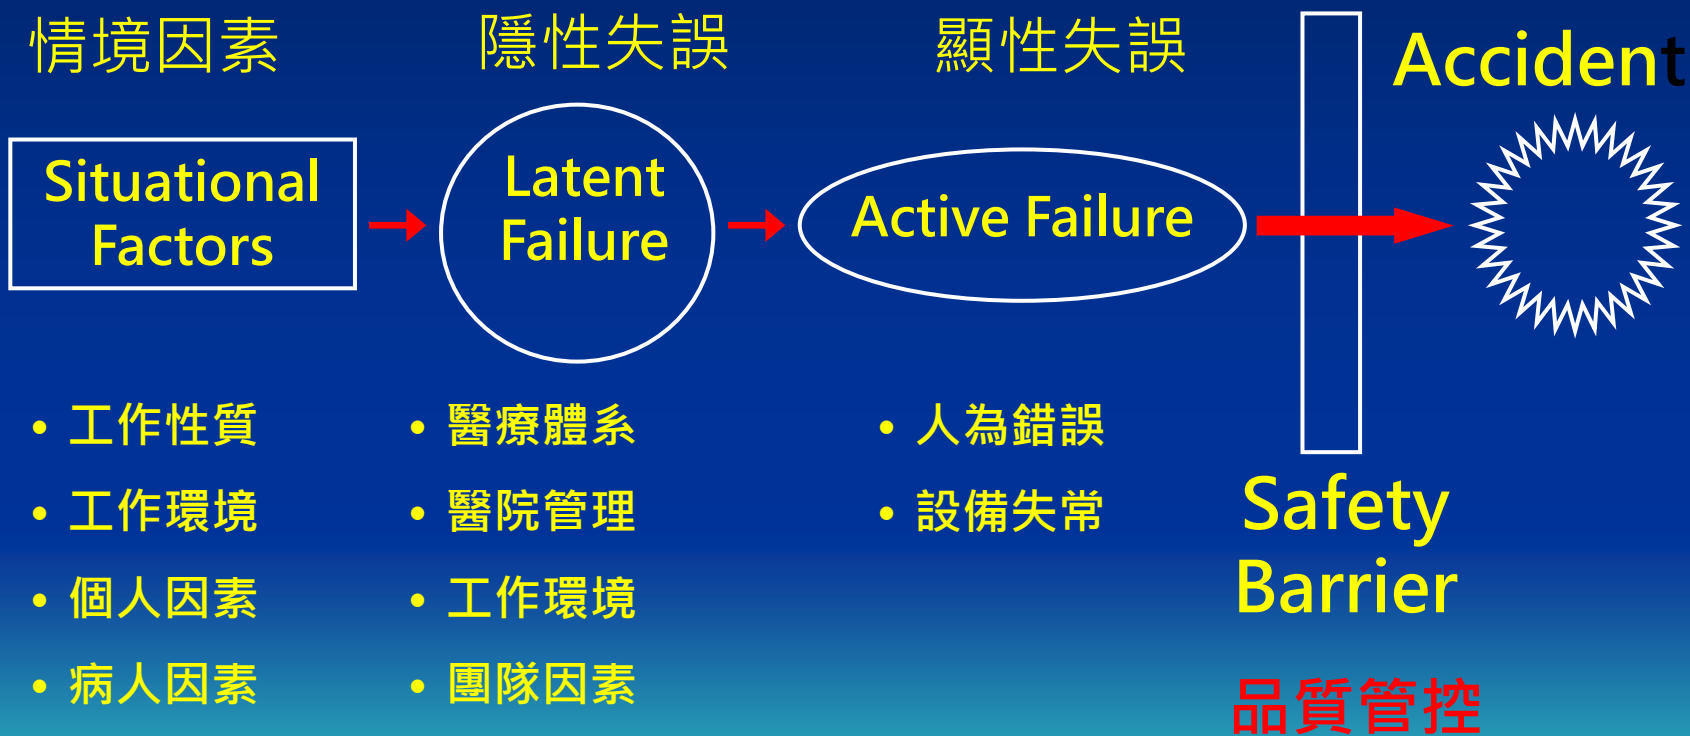 情境因素
隱性失誤
顯性失誤
Accident
Situational
Factors
Latent
Failure
Active Failure
• 工作性質
• 工作環境
• 個人因素
• 病人因素
• 醫療體系
• 醫院管理
• 工作環境
• 團隊因素
• 人為錯誤
• 設備失常
Safety
Barrier
品質管控